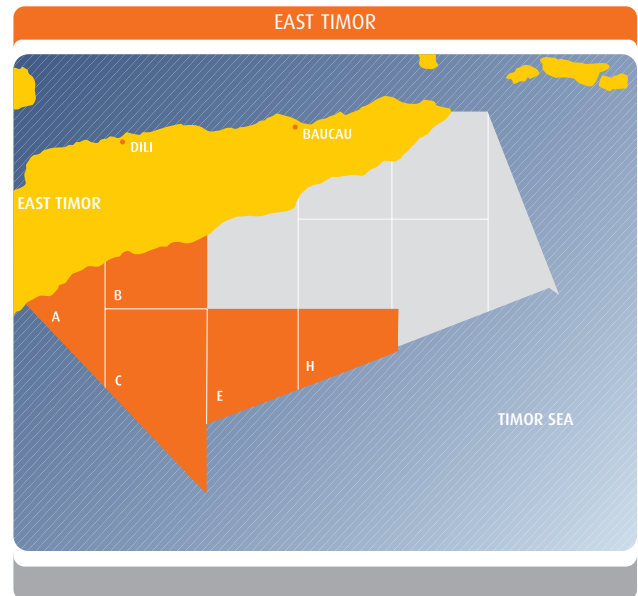 EAST TIMOR
BAUCAU
DILI
EAST TIMOR
B
A
H
C
E
TIMOR SEA